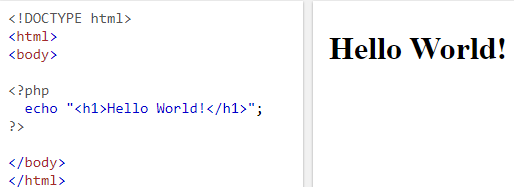 <!DOCTYPE html>
<html>
<body>
<?php
echo "<h1>Hello World!</h1>";
?>
</body>
</html>
Hello World!